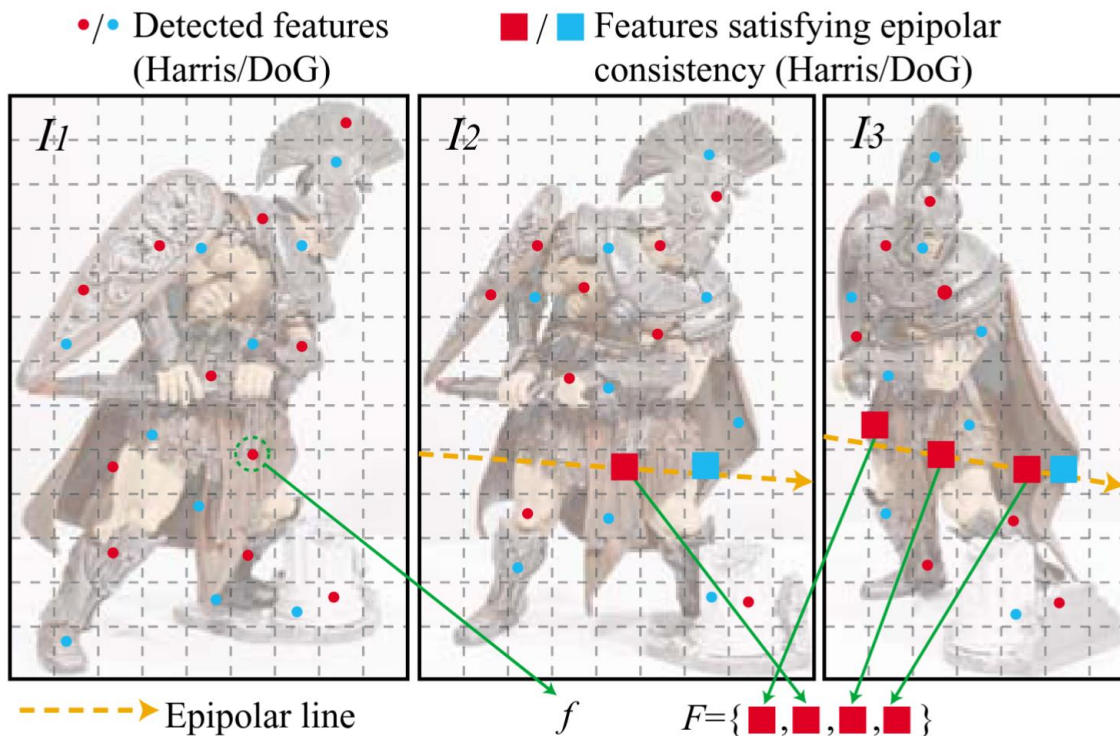 •/• Detected features
(Harris/DoG)
■ / ■ Features satisfying epipolar
consistency (Harris/DoG)
I1
I2
I3
Epipolar line
f
F={■,■,■,■}